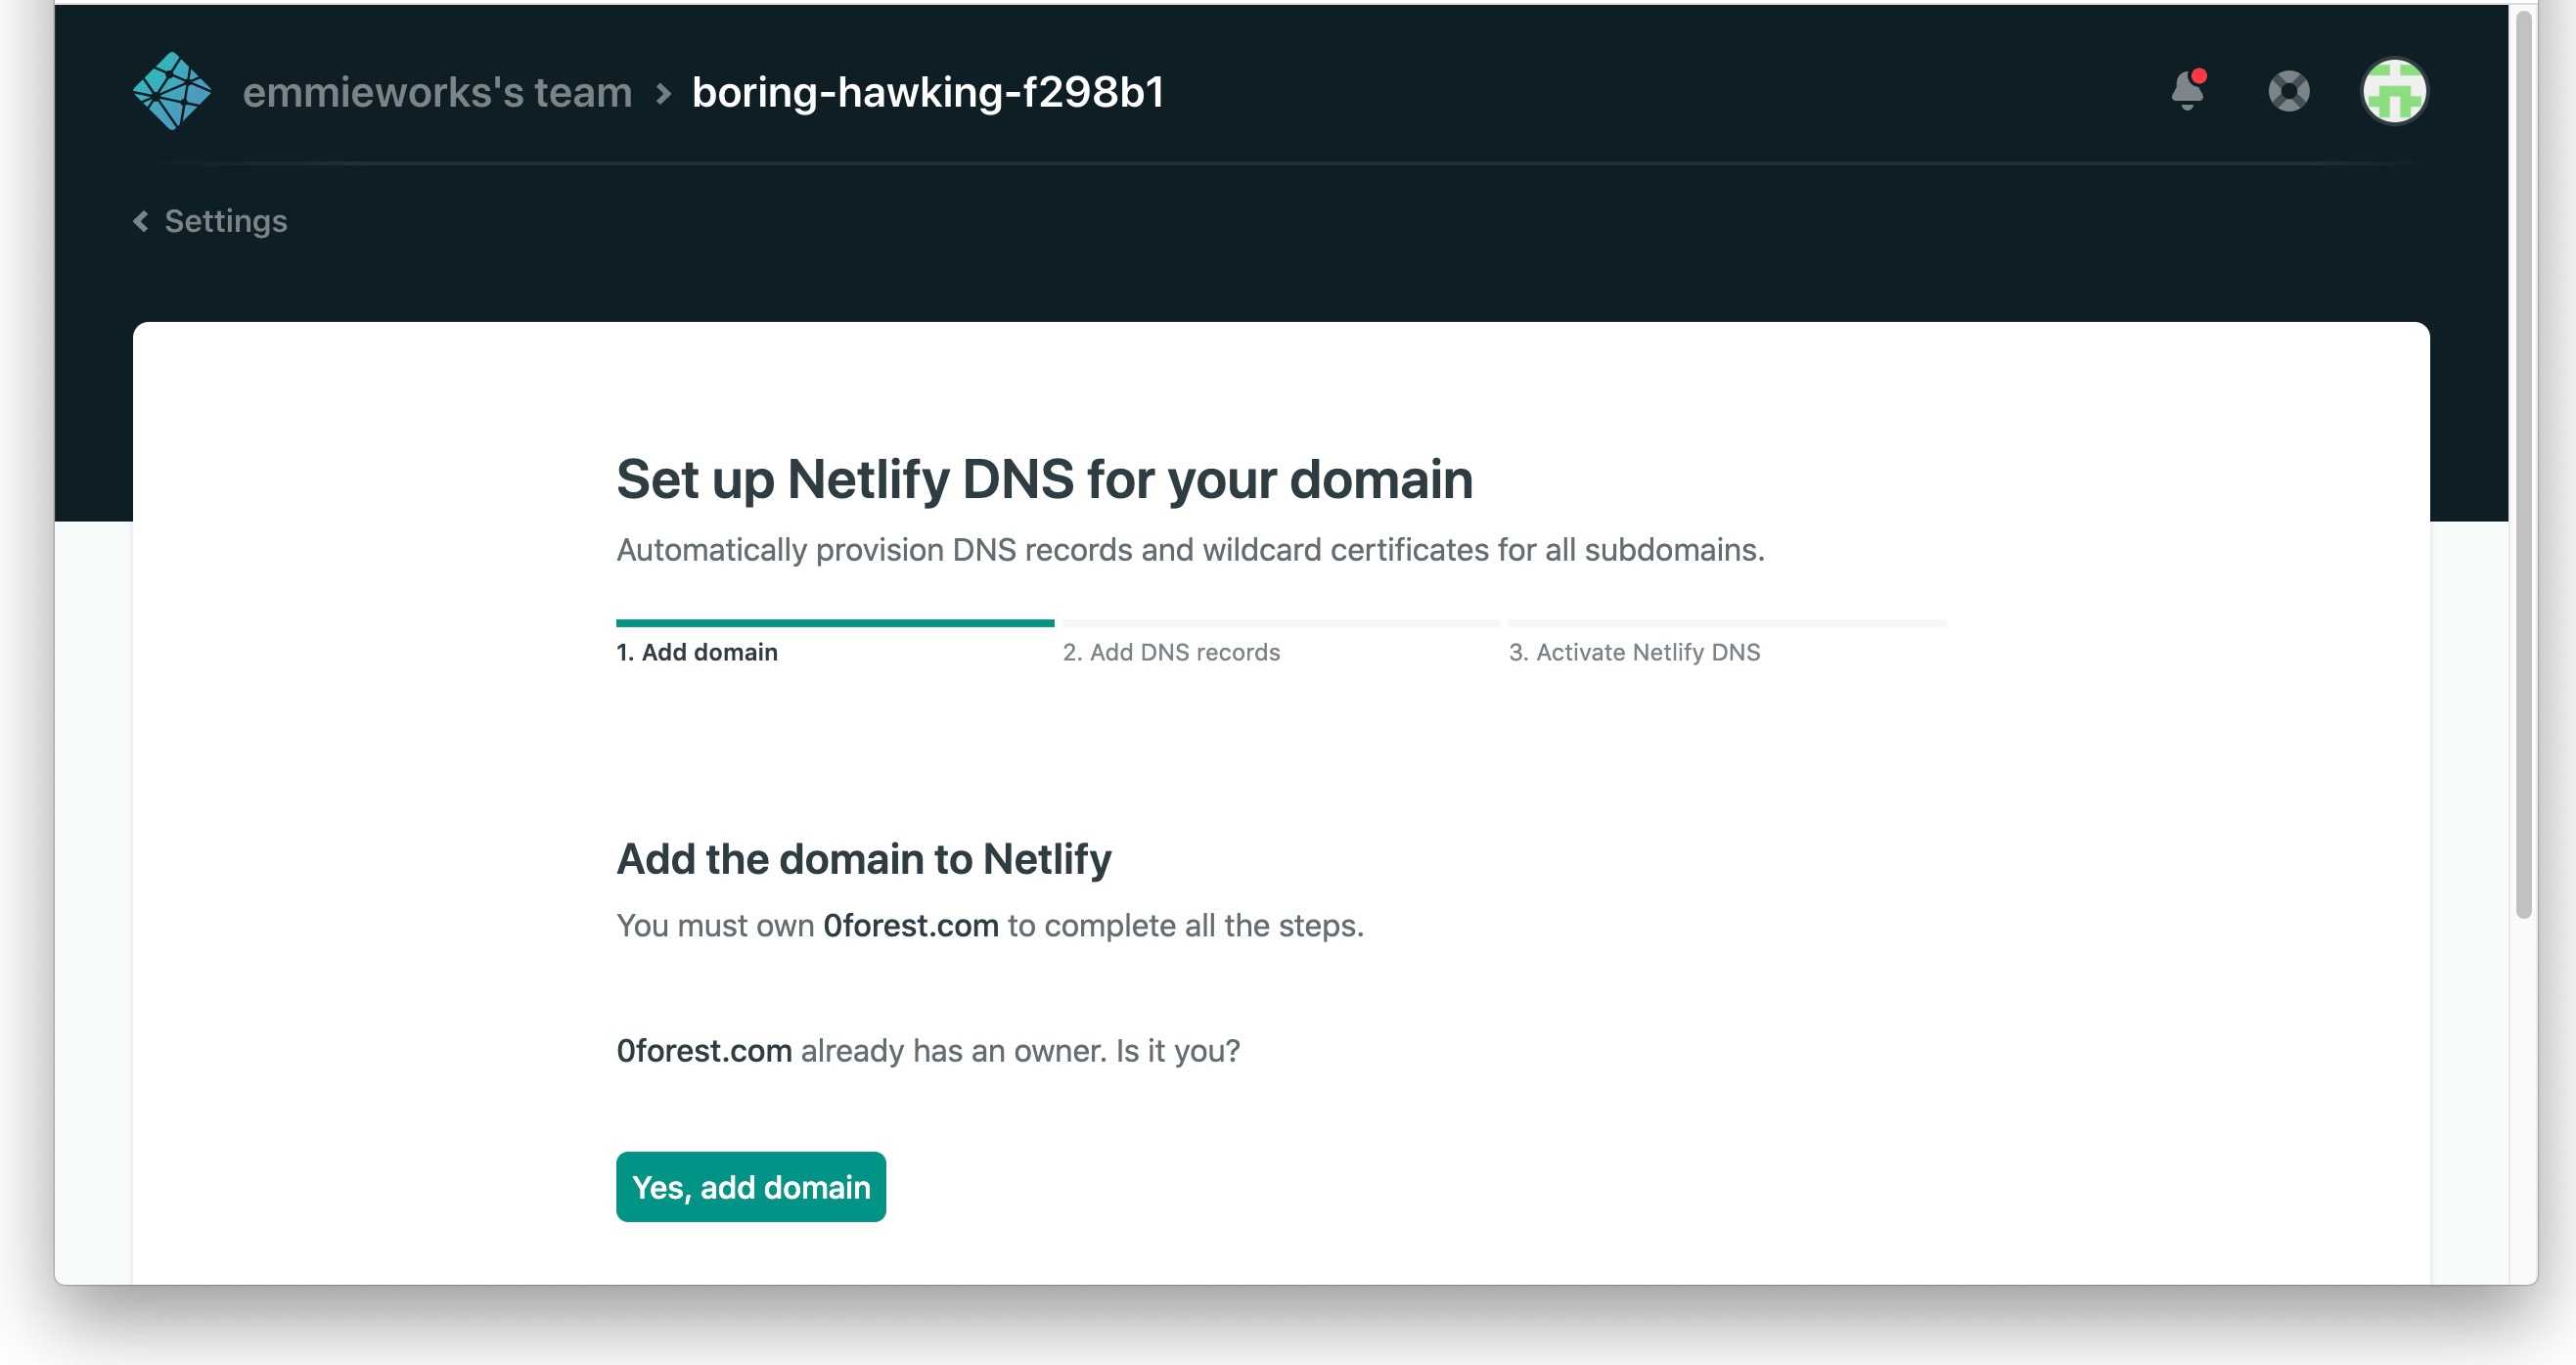 emmieworks's team > boring-hawking-f298b1
Settings
Set up Netlify DNS for your domain
Automatically provision DNS records and wildcard certificates for all subdomains.
1. Add domain
2. Add DNS records
3. Activate Netlify DNS
Add the domain to Netlify
You must own 0forest.com to complete all the steps.
0forest.com already has an owner. Is it you?
Yes, add domain